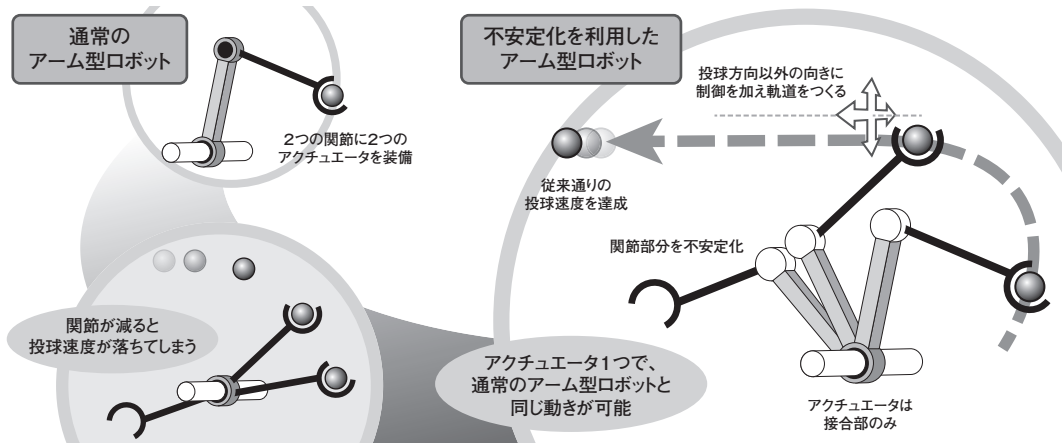 通常の
アーム型ロボット
2つの関節に2つの
アクチュエータを装備
関節が減ると
投球速度が落ちてしまう
不安定化を利用した
アーム型ロボット
投球方向以外の向きに
制御を加え軌道をつくる
従来通りの
投球速度を達成
関節部分を不安定化
アクチュエータ1つで、
通常のアーム型ロボットと
同じ動きが可能
アクチュエータは
接合部のみ